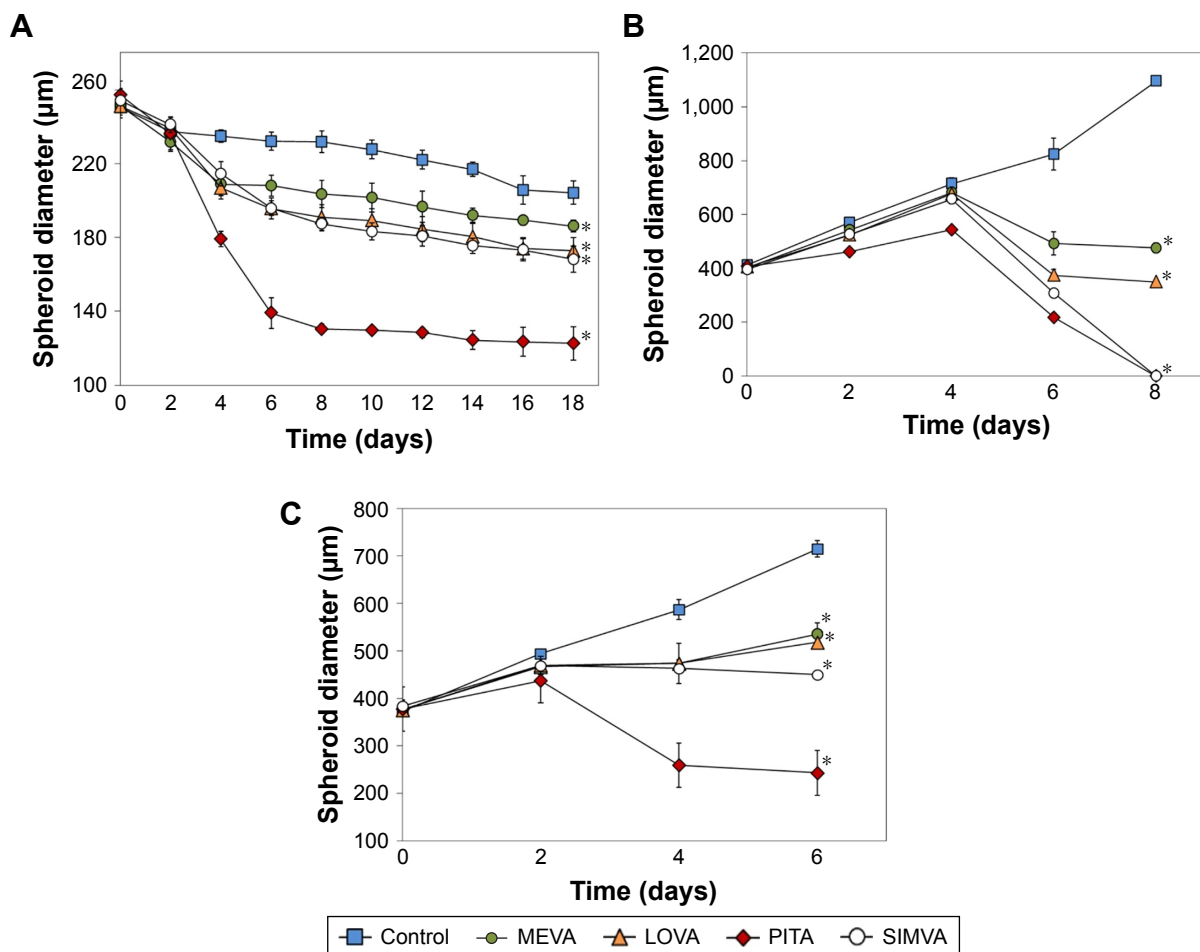 A
Spheroid diameter (µm)
260
220
180
140
100
0 2 4 6 8 10 12 14 16 18
Time (days)
*
*
*
*
B
Spheroid diameter (µm)
1,200
1,000
800
600
400
200
0
0 2 4 6 8
Time (days)
*
*
*
C
Spheroid diameter (µm)
800
700
600
500
400
300
200
100
0 2 4 6
Time (days)
*
*
*
*
Control MEVA LOVA PITA SIMVA